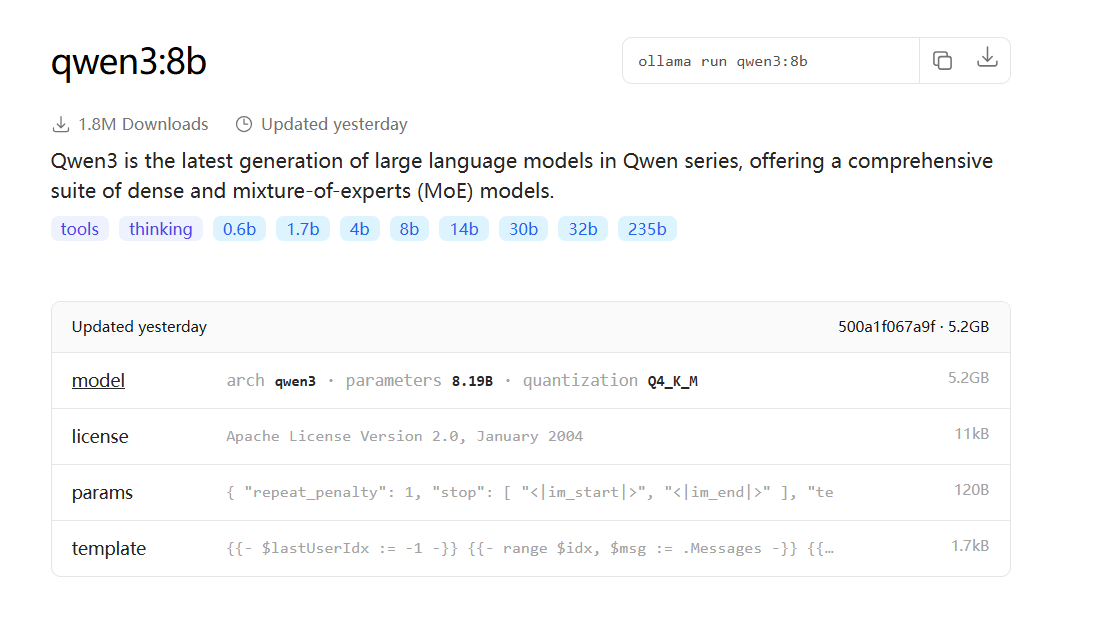 qwen3:8b
ollama run qwen3:8b
1.8M Downloads Updated yesterday
Qwen3 is the latest generation of large language models in Qwen series, offering a comprehensive
suite of dense and mixture-of-experts (MoE) models.
tools thinking 0.6b 1.7b 4b 8b 14b 30b 32b 235b
Updated yesterday 500a1f067a9f · 5.2GB
model arch qwen3 · parameters 8.19B · quantization Q4_K_M 5.2GB
license Apache License Version 2.0, January 2004 11kB
params { "repeat_penalty": 1, "stop": [ "<|im_start|>", "<|im_end|>" ], "te 120B
template {{- $lastUserIdx := -1 -}} {{- range $idx, $msg := .Messages -}} {{… 1.7kB